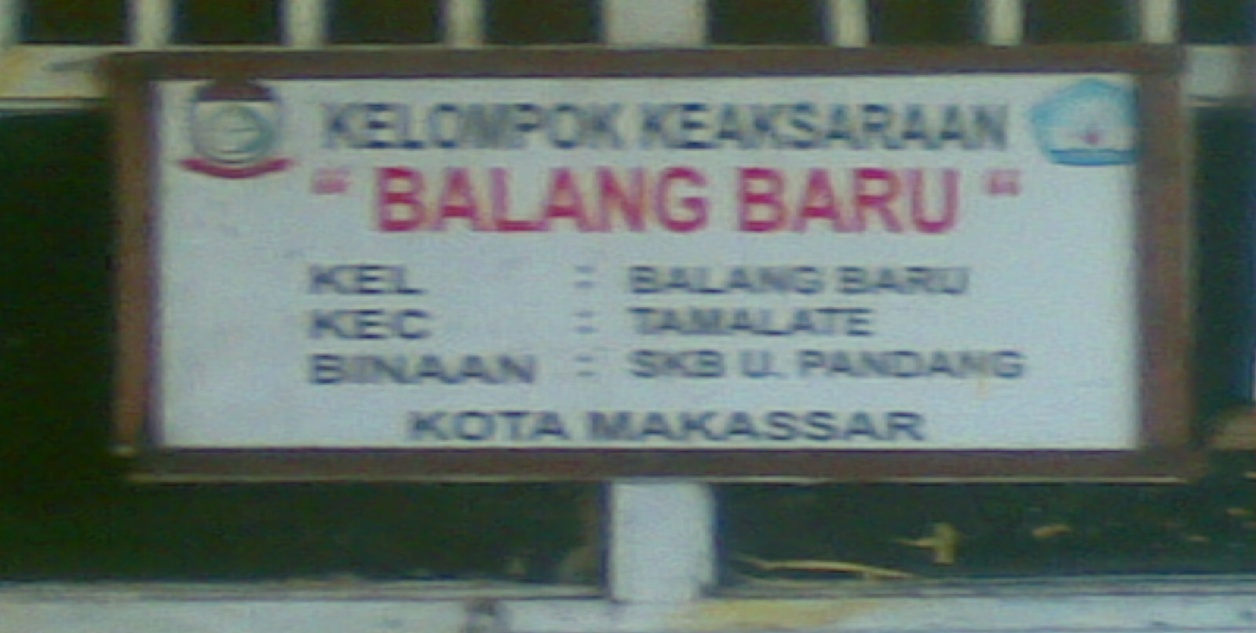 KELOMPOK KEAKSARAAN
“ BALANG BARU “
KEL : BALANG BARU
KEC : TAMALATE
BINAAN : SKB U. PANDANG
KOTA MAKASSAR